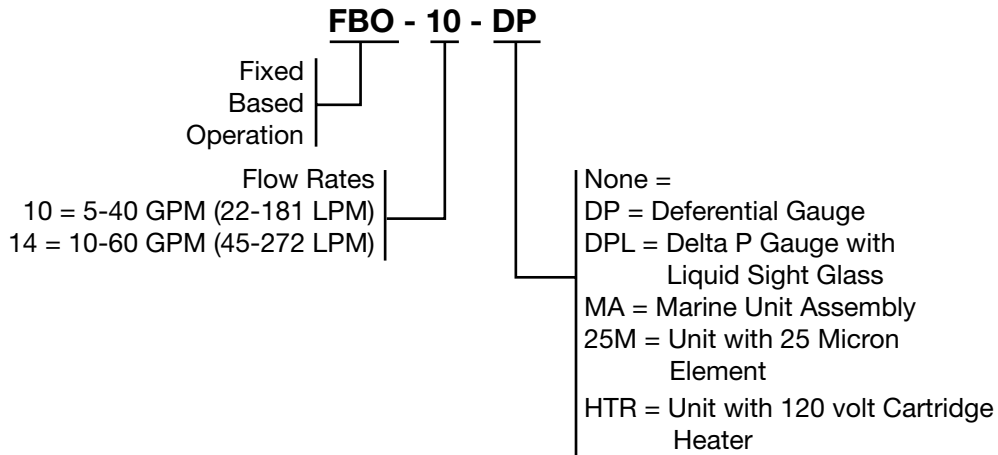 FBO - 10 - DP
Fixed
Based
Operation
Flow Rates
10 = 5-40 GPM (22-181 LPM)
14 = 10-60 GPM (45-272 LPM)
None =
DP = Deferential Gauge
DPL = Delta P Gauge with
Liquid Sight Glass
MA = Marine Unit Assembly
25M = Unit with 25 Micron
Element
HTR = Unit with 120 volt Cartridge
Heater